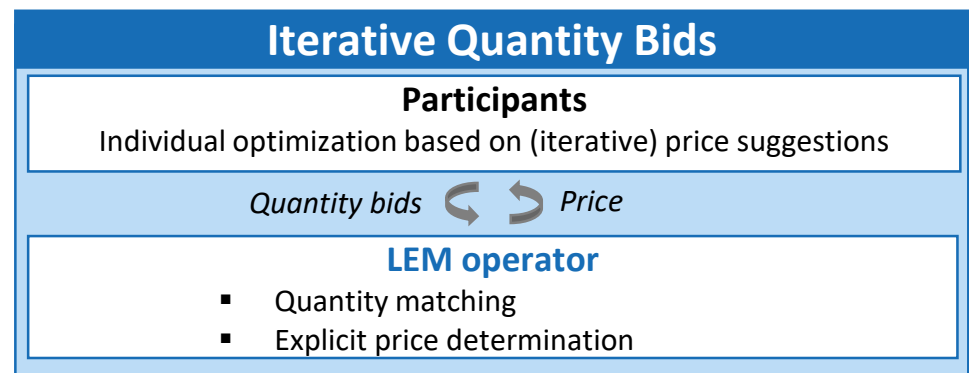 Iterative Quantity Bids
Participants
Individual optimization based on (iterative) price suggestions
Quantity bids Price
LEM operator
▪ Quantity matching
▪ Explicit price determination